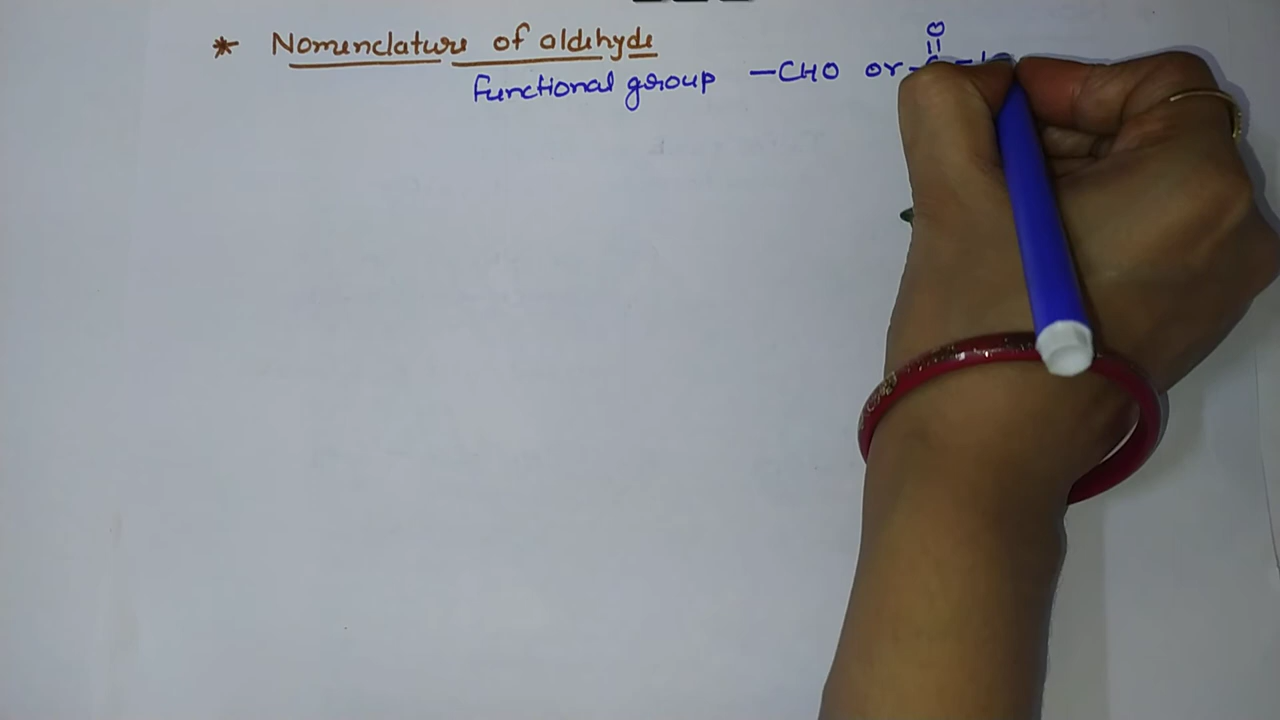 * Nomenclature of aldehyde
O
||
functional group —CHO or –